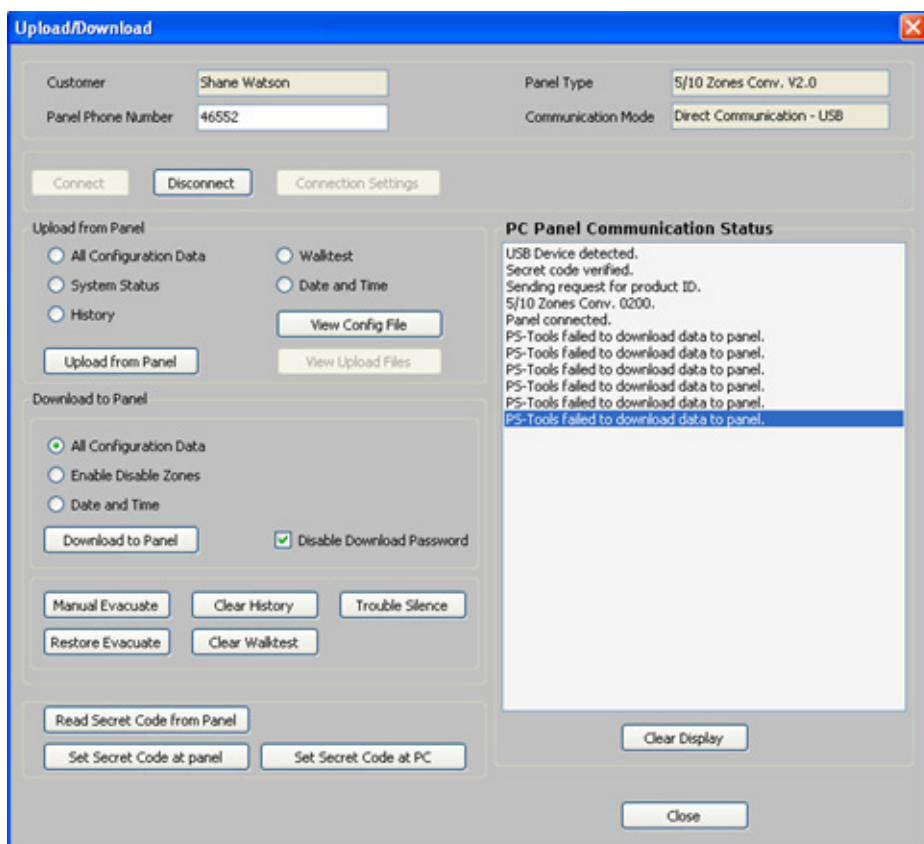 Upload/Download
Customer Shane Watson Panel Type 5/10 Zones Conv. V2.0
Panel Phone Number 46552 Communication Mode Direct Communication - USB
Connect Disconnect Connection Settings
Upload from Panel
All Configuration Data Walktest
System Status Date and Time
History View Config File
Upload from Panel View Upload Files
Download to Panel
All Configuration Data
Enable Disable Zones
Date and Time
Download to Panel Disable Download Password
Manual Evacuate Clear History Trouble Silence
Restore Evacuate Clear Walktest
Read Secret Code from Panel
Set Secret Code at panel Set Secret Code at PC
PC Panel Communication Status
USB Device detected.
Secret code verified.
Sending request for product ID.
5/10 Zones Conv. 0200.
Panel connected.
PS-Tools failed to download data to panel.
PS-Tools failed to download data to panel.
PS-Tools failed to download data to panel.
PS-Tools failed to download data to panel.
PS-Tools failed to download data to panel.
PS-Tools failed to download data to panel.
Clear Display
Close